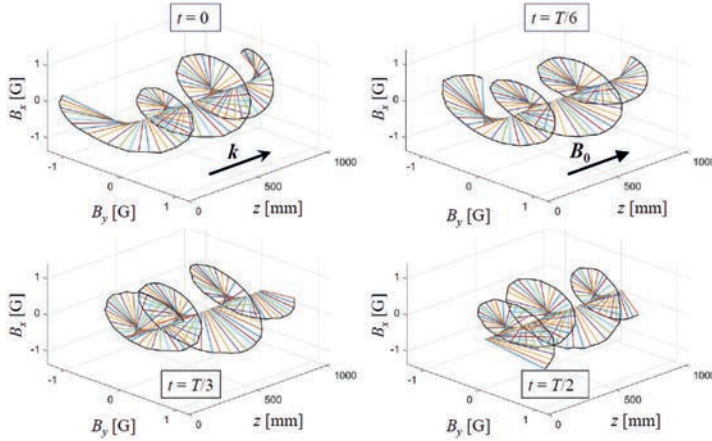 t = 0
1
0
-1
B_x [G]
-1
0
1
B_y [G]
0
500
1000
z [mm]
k
t = T/6
1
0
-1
B_x [G]
-1
0
1
B_y [G]
0
500
1000
z [mm]
B_0
1
0
-1
B_x [G]
t = T/3
-1
0
1
B_y [G]
0
500
1000
z [mm]
1
0
-1
B_x [G]
t = T/2
-1
0
1
B_y [G]
0
500
1000
z [mm]